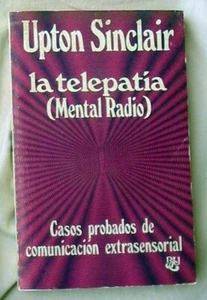 Upton Sinclair
la telepatía
(Mental Radio)
Casos probados de
comunicación extrasensorial